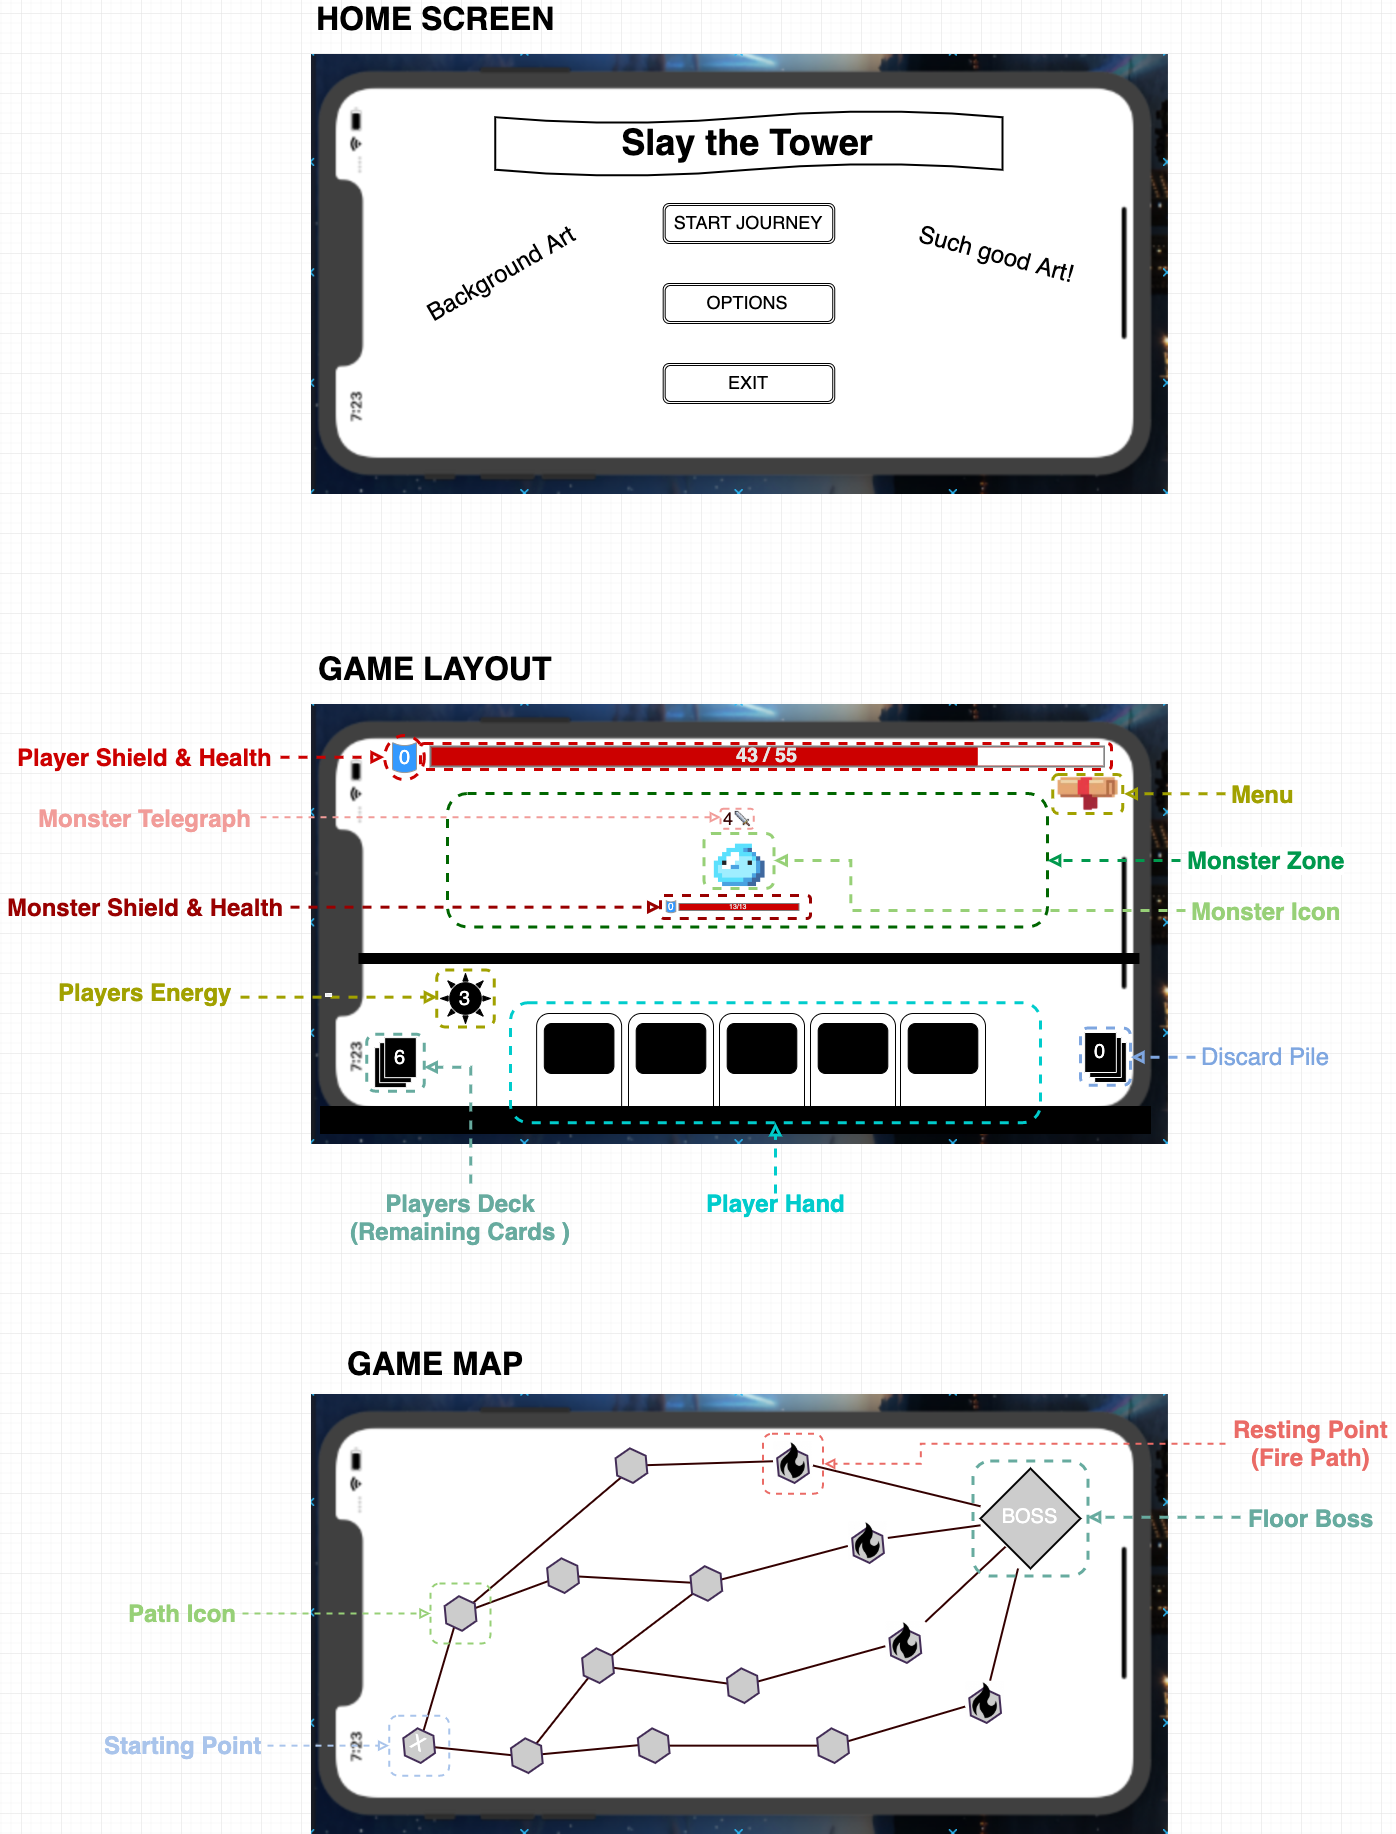 HOME SCREEN
Slay the Tower
START JOURNEY
Background Art
Such good Art!
OPTIONS
EXIT
7:23
GAME LAYOUT
Player Shield & Health
0
43 / 55
Menu
Monster Telegraph
4
Monster Zone
Monster Shield & Health
0
13/13
Monster Icon
Players Energy
3
7:23
6
0
Discard Pile
Players Deck
(Remaining Cards )
Player Hand
GAME MAP
Resting Point
(Fire Path)
BOSS
Floor Boss
Path Icon
Starting Point
X
7:23